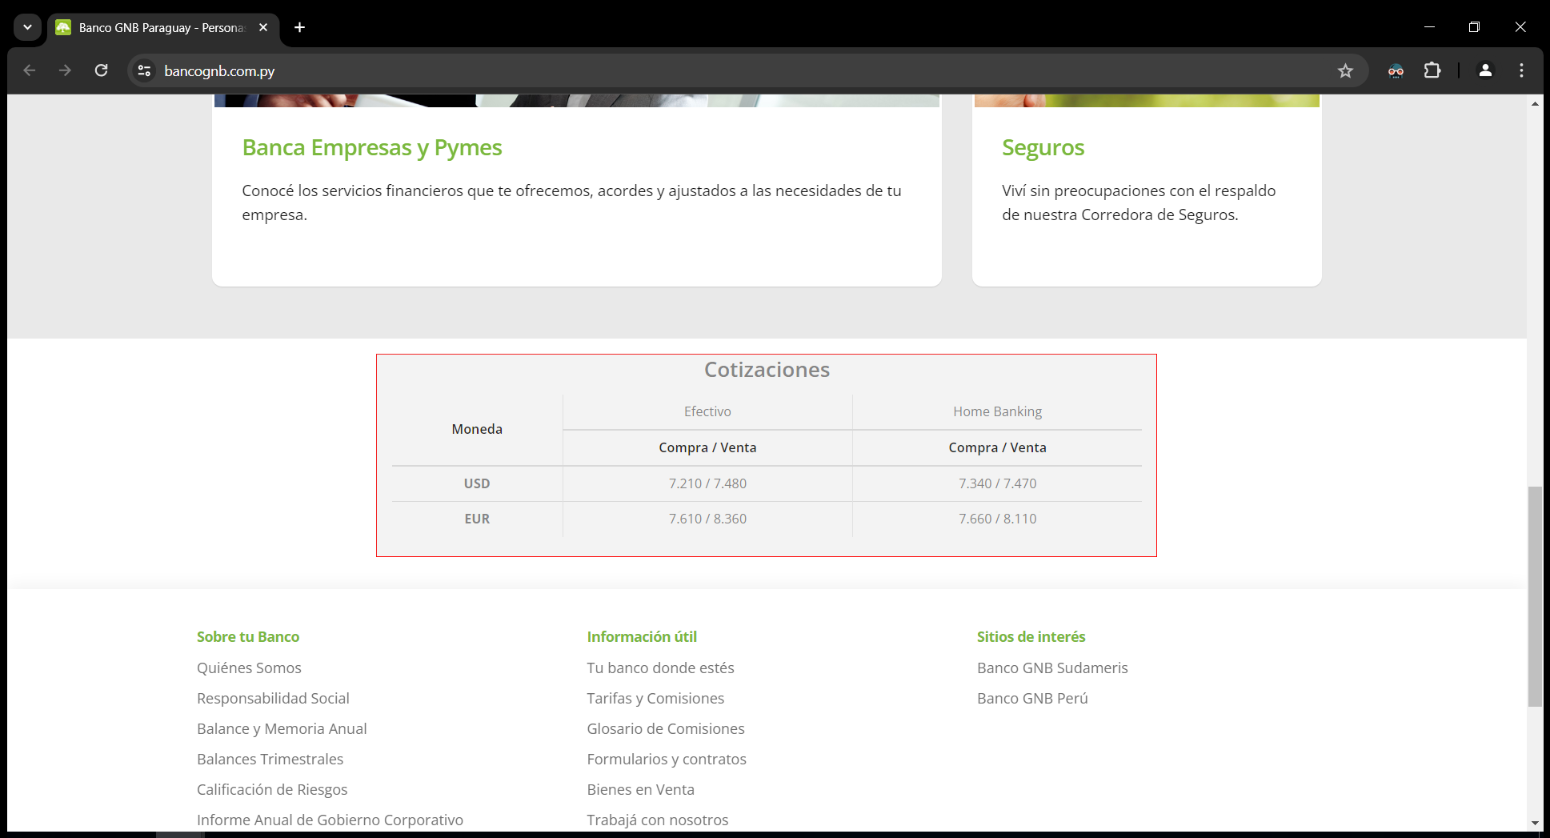 Banco GNB Paraguay - Persona
bancognb.com.py
Banca Empresas y Pymes
Conocé los servicios financieros que te ofrecemos, acordes y ajustados a las necesidades de tu
empresa.
Seguros
Viví sin preocupaciones con el respaldo
de nuestra Corredora de Seguros.
Cotizaciones
Moneda
Efectivo
Home Banking
Compra / Venta
Compra / Venta
USD
7.210 / 7.480
7.340 / 7.470
EUR
7.610 / 8.360
7.660 / 8.110
Sobre tu Banco
Quiénes Somos
Responsabilidad Social
Balance y Memoria Anual
Balances Trimestrales
Calificación de Riesgos
Informe Anual de Gobierno Corporativo
Información útil
Tu banco donde estés
Tarifas y Comisiones
Glosario de Comisiones
Formularios y contratos
Bienes en Venta
Trabajá con nosotros
Sitios de interés
Banco GNB Sudameris
Banco GNB Perú